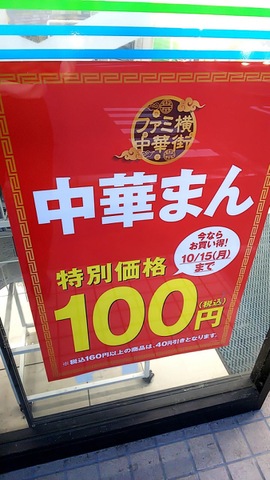 ファミ横
中華街
中華まん
今なら
お買い得!
10/15(月)
まで
特別価格
100円(税込)
※税込160円以上の商品は、40円引きとなります。